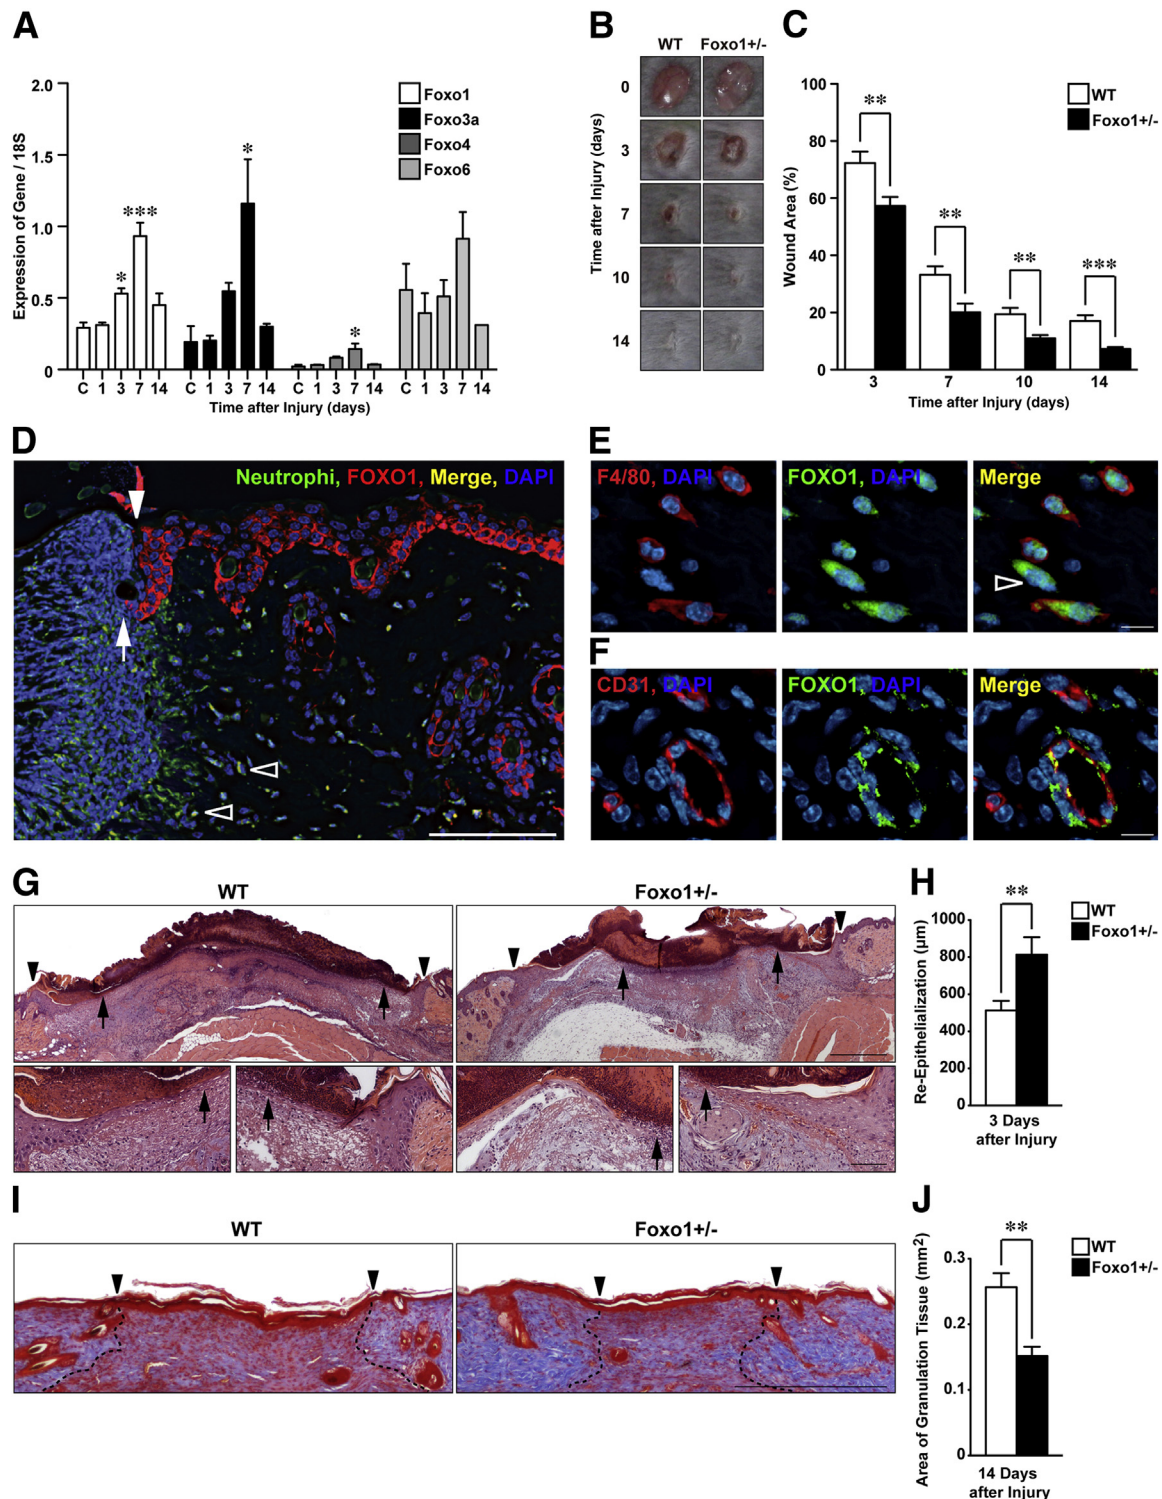 A
2.0
1.5
1.0
0.5
0
Expression of Gene / 18S
Foxo1
Foxo3a
Foxo4
Foxo6
*
***
*
*
C 1 3 7 14 C 1 3 7 14 C 1 3 7 14 C 1 3 7 14
Time after Injury (days)
B
WT Foxo1+/-
Time after Injury (days)
0
3
7
10
14
C
100
80
60
40
20
0
Wound Area (%)
WT
Foxo1+/-
**
**
**
***
3 7 10 14
Time after Injury (days)
D
Neutrophi, FOXO1, Merge, DAPI
E
F4/80, DAPI
FOXO1, DAPI
Merge
F
CD31, DAPI
FOXO1, DAPI
Merge
G
WT
Foxo1+/-
H
WT
Foxo1+/-
**
1000
800
600
400
200
0
Re-Epithelialization (μm)
3 Days
after Injury
I
WT
Foxo1+/-
J
WT
Foxo1+/-
**
0.3
0.2
0.1
0
Area of Granulation Tissue (mm²)
14 Days
after Injury